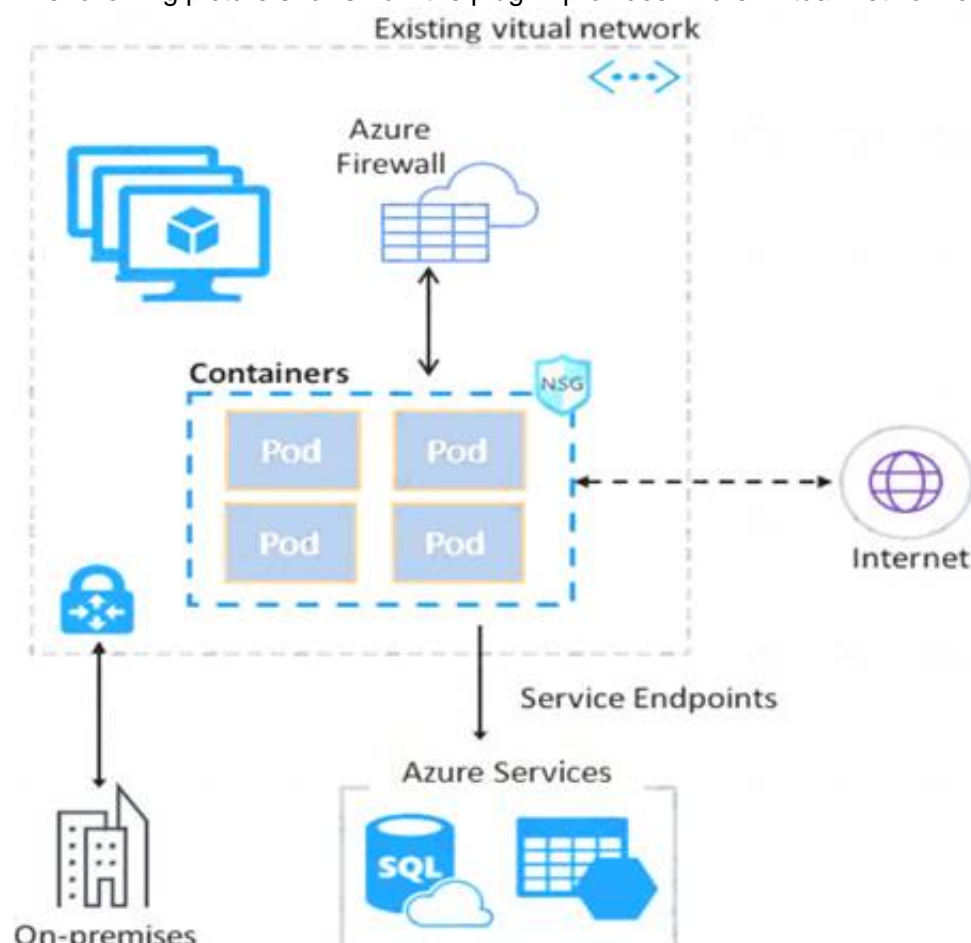 Existing vitual network
Azure
Firewall
Containers
NSG
Pod
Pod
Pod
Pod
Internet
Service Endpoints
Azure Services
SQL
On-premises